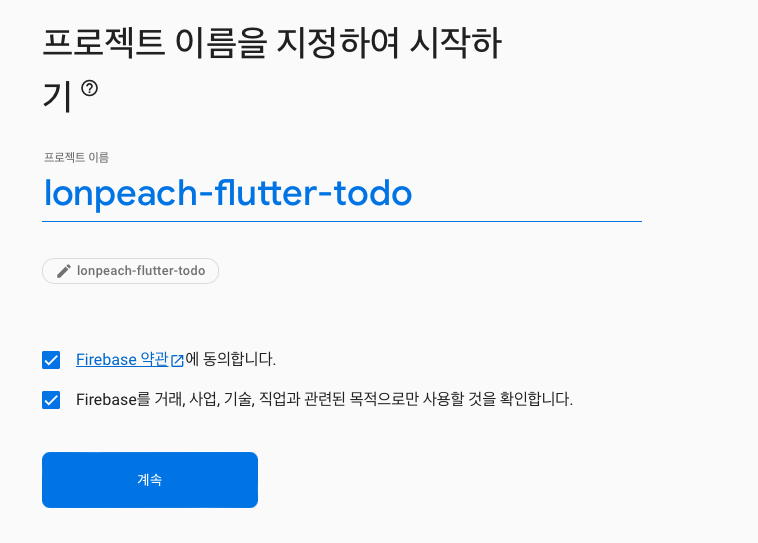 프로젝트 이름을 지정하여 시작하
기
프로젝트 이름
lonpeach-flutter-todo
lonpeach-flutter-todo
Firebase 약관에 동의합니다.
Firebase를 거래, 사업, 기술, 직업과 관련된 목적으로만 사용할 것을 확인합니다.
계속